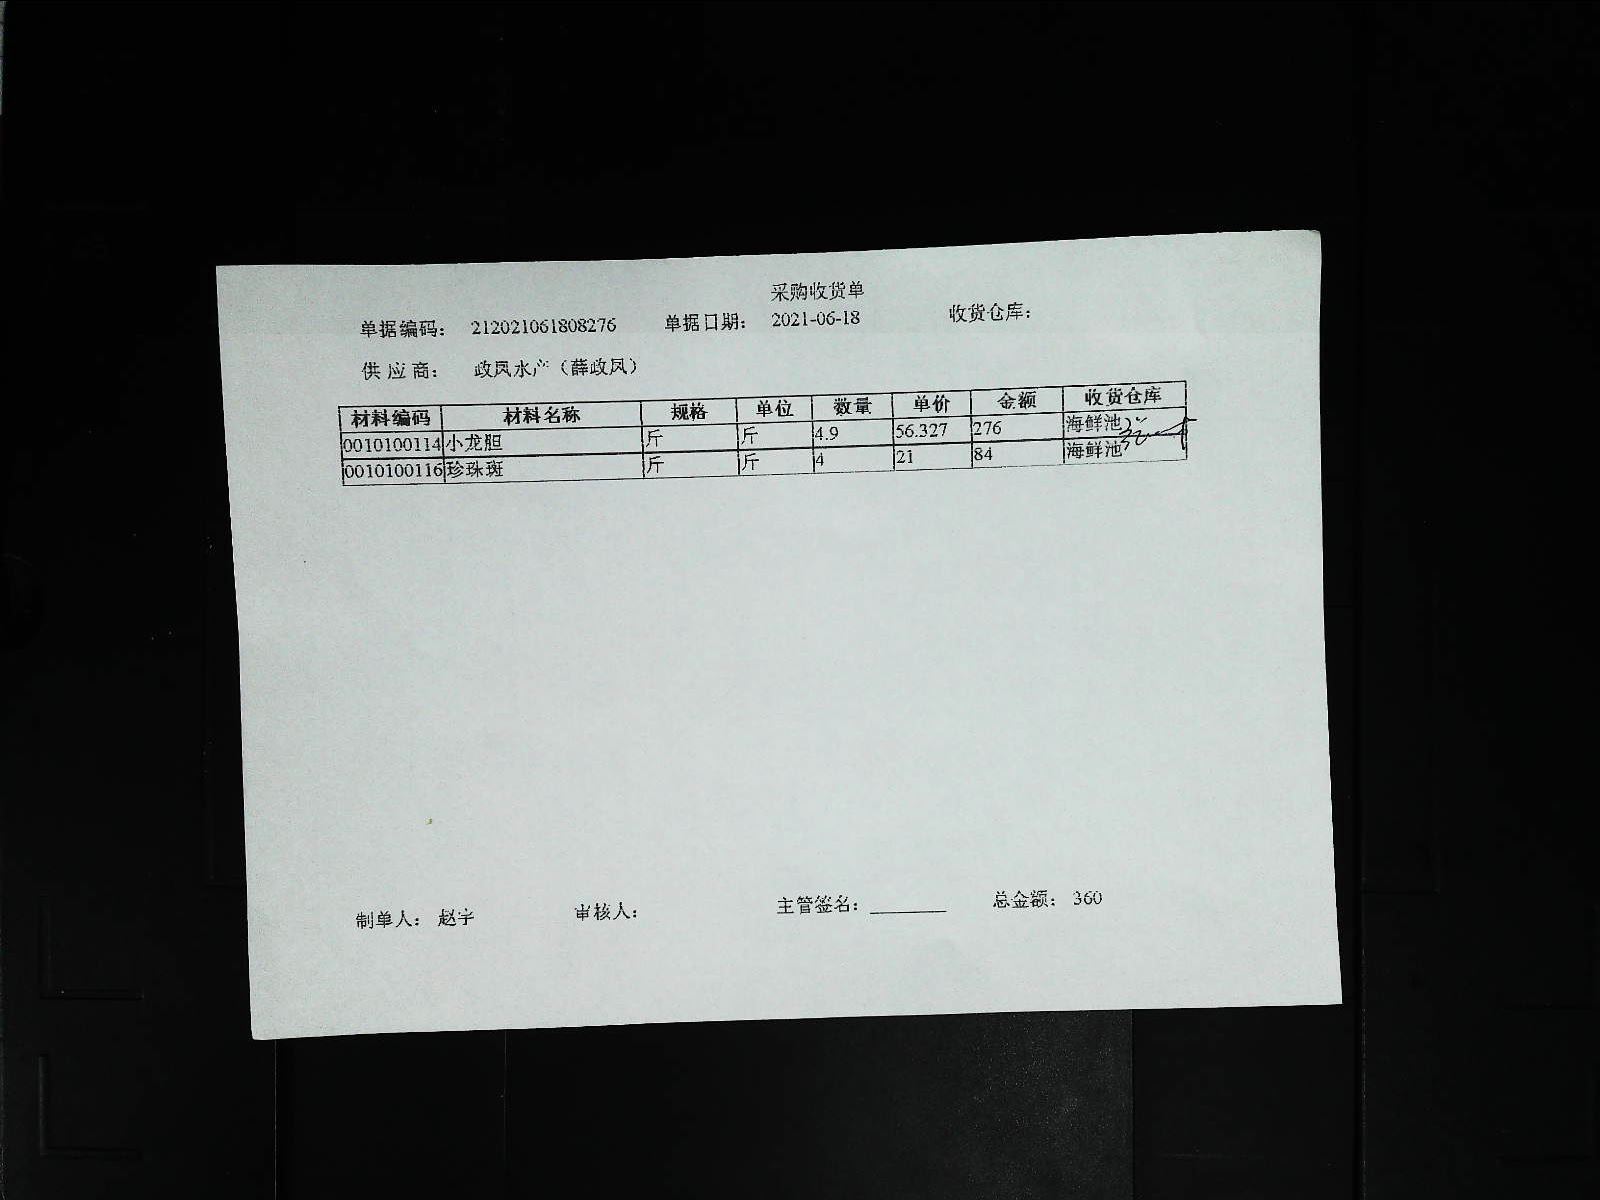 采购收货单
单据编码： 212021061808276 单据日期： 2021-06-18 收货仓库：
供 应 商： 政凤水产（薛政凤）
材料编码 材料名称 规格 单位 数量 单价 金额 收货仓库
0010100114 小龙胆 斤 斤 4.9 56.327 276 海鲜池
0010100116 珍珠斑 斤 斤 4 21 84 海鲜池
制单人： 赵宇 审核人： 主管签名： ________ 总金额： 360